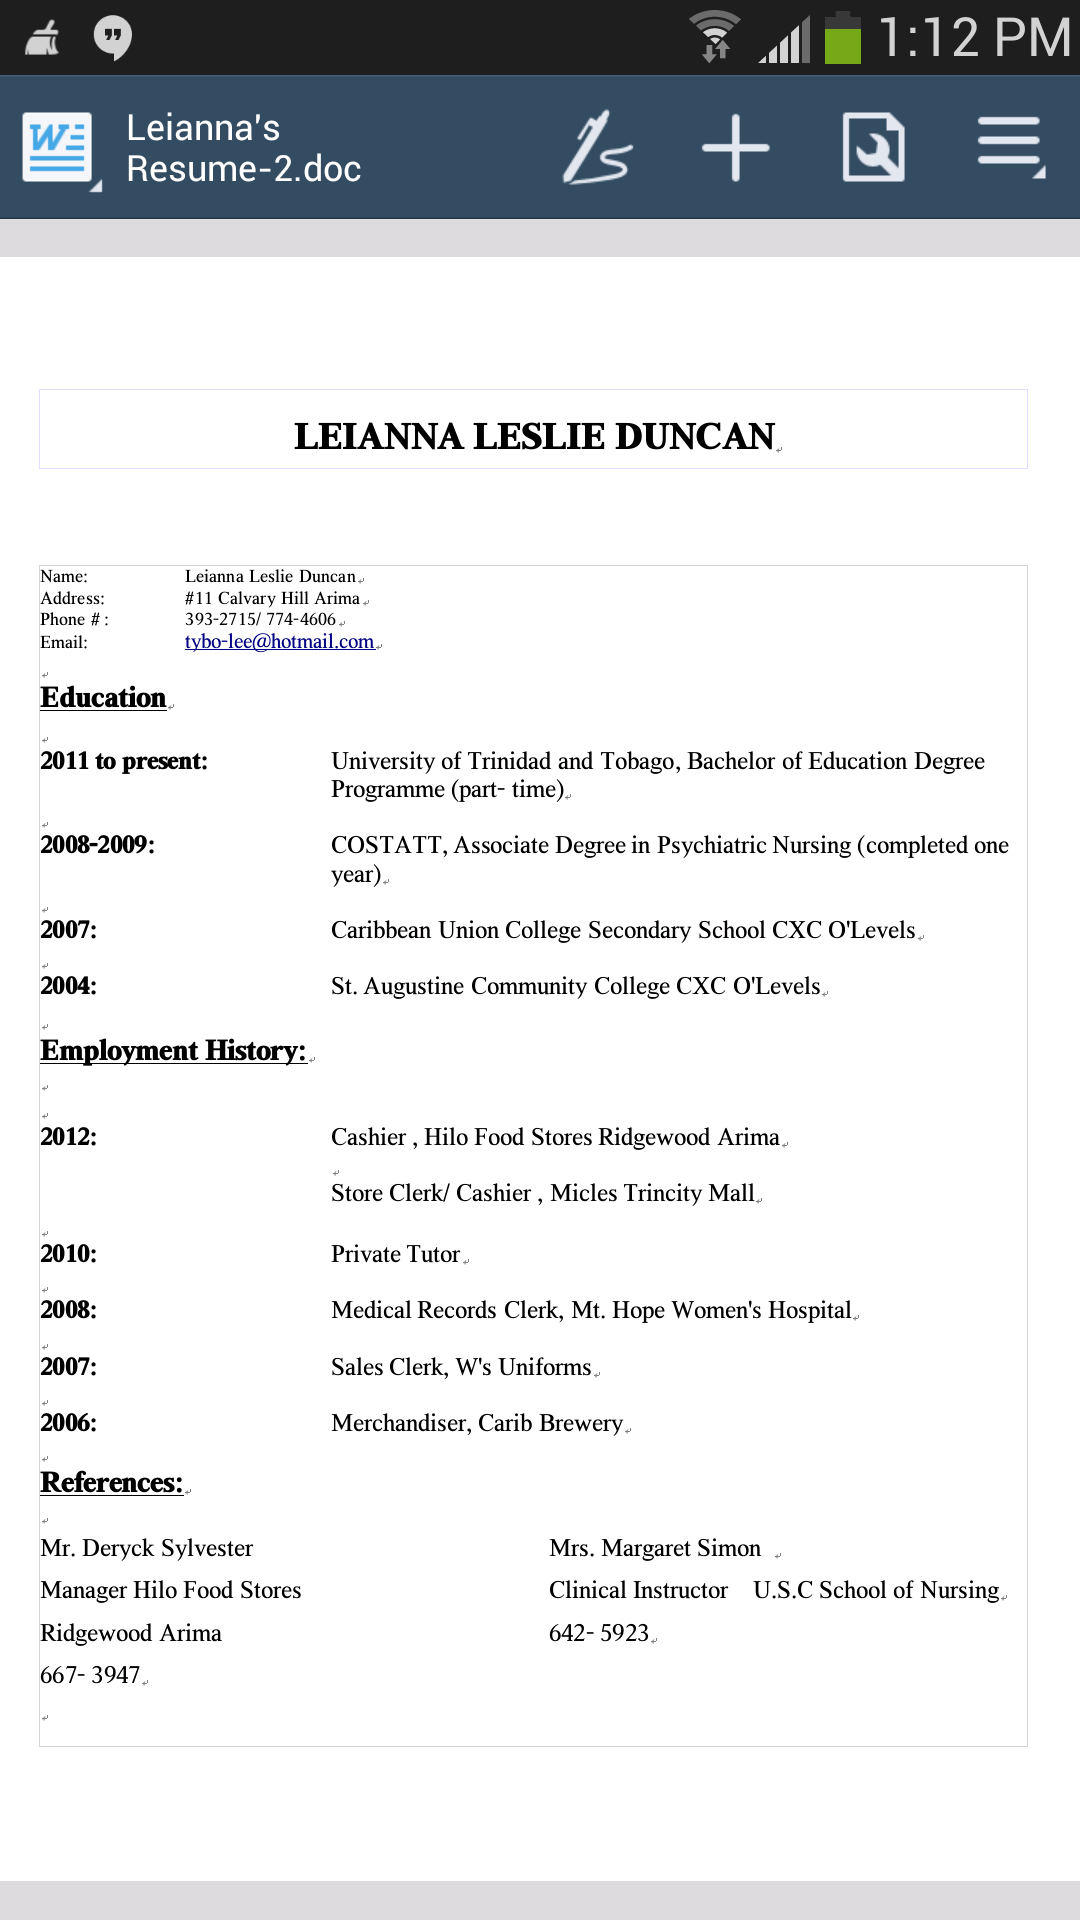 1:12 PM
Leianna's
Resume-2.doc
LEIANNA LESLIE DUNCAN
Name: Leianna Leslie Duncan
Address: #11 Calvary Hill Arima
Phone # : 393-2715/ 774-4606
Email: tybo-lee@hotmail.com
Education
2011 to present: University of Trinidad and Tobago, Bachelor of Education Degree
Programme (part- time)
2008-2009: COSTATT, Associate Degree in Psychiatric Nursing (completed one
year)
2007: Caribbean Union College Secondary School CXC O'Levels
2004: St. Augustine Community College CXC O'Levels
Employment History:
2012: Cashier , Hilo Food Stores Ridgewood Arima
Store Clerk/ Cashier , Micles Trincity Mall
2010: Private Tutor
2008: Medical Records Clerk, Mt. Hope Women's Hospital
2007: Sales Clerk, W's Uniforms
2006: Merchandiser, Carib Brewery
References:
Mr. Deryck Sylvester Mrs. Margaret Simon
Manager Hilo Food Stores Clinical Instructor U.S.C School of Nursing
Ridgewood Arima 642- 5923
667- 3947